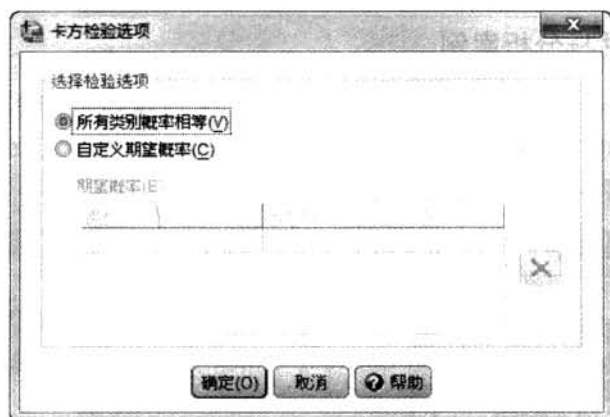 卡方检验选项
选择检验选项
所有类别概率相等(V)
自定义期望概率(C)
期望概率(E
确定(O) 取消 帮助